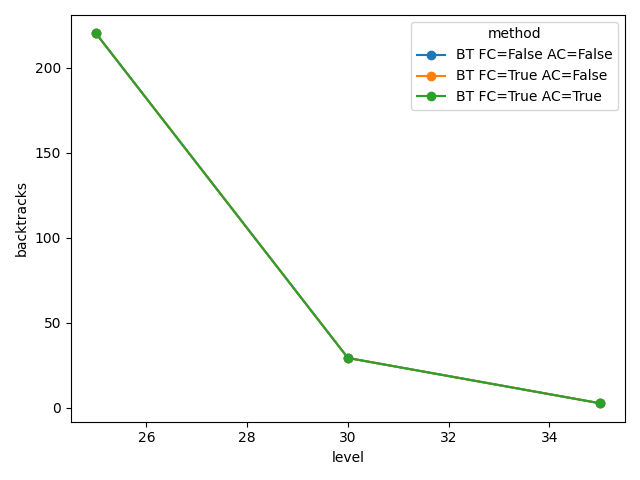 method
BT FC=False AC=False
BT FC=True AC=False
BT FC=True AC=True
200
150
100
50
0
backtracks
26 28 30 32 34
level